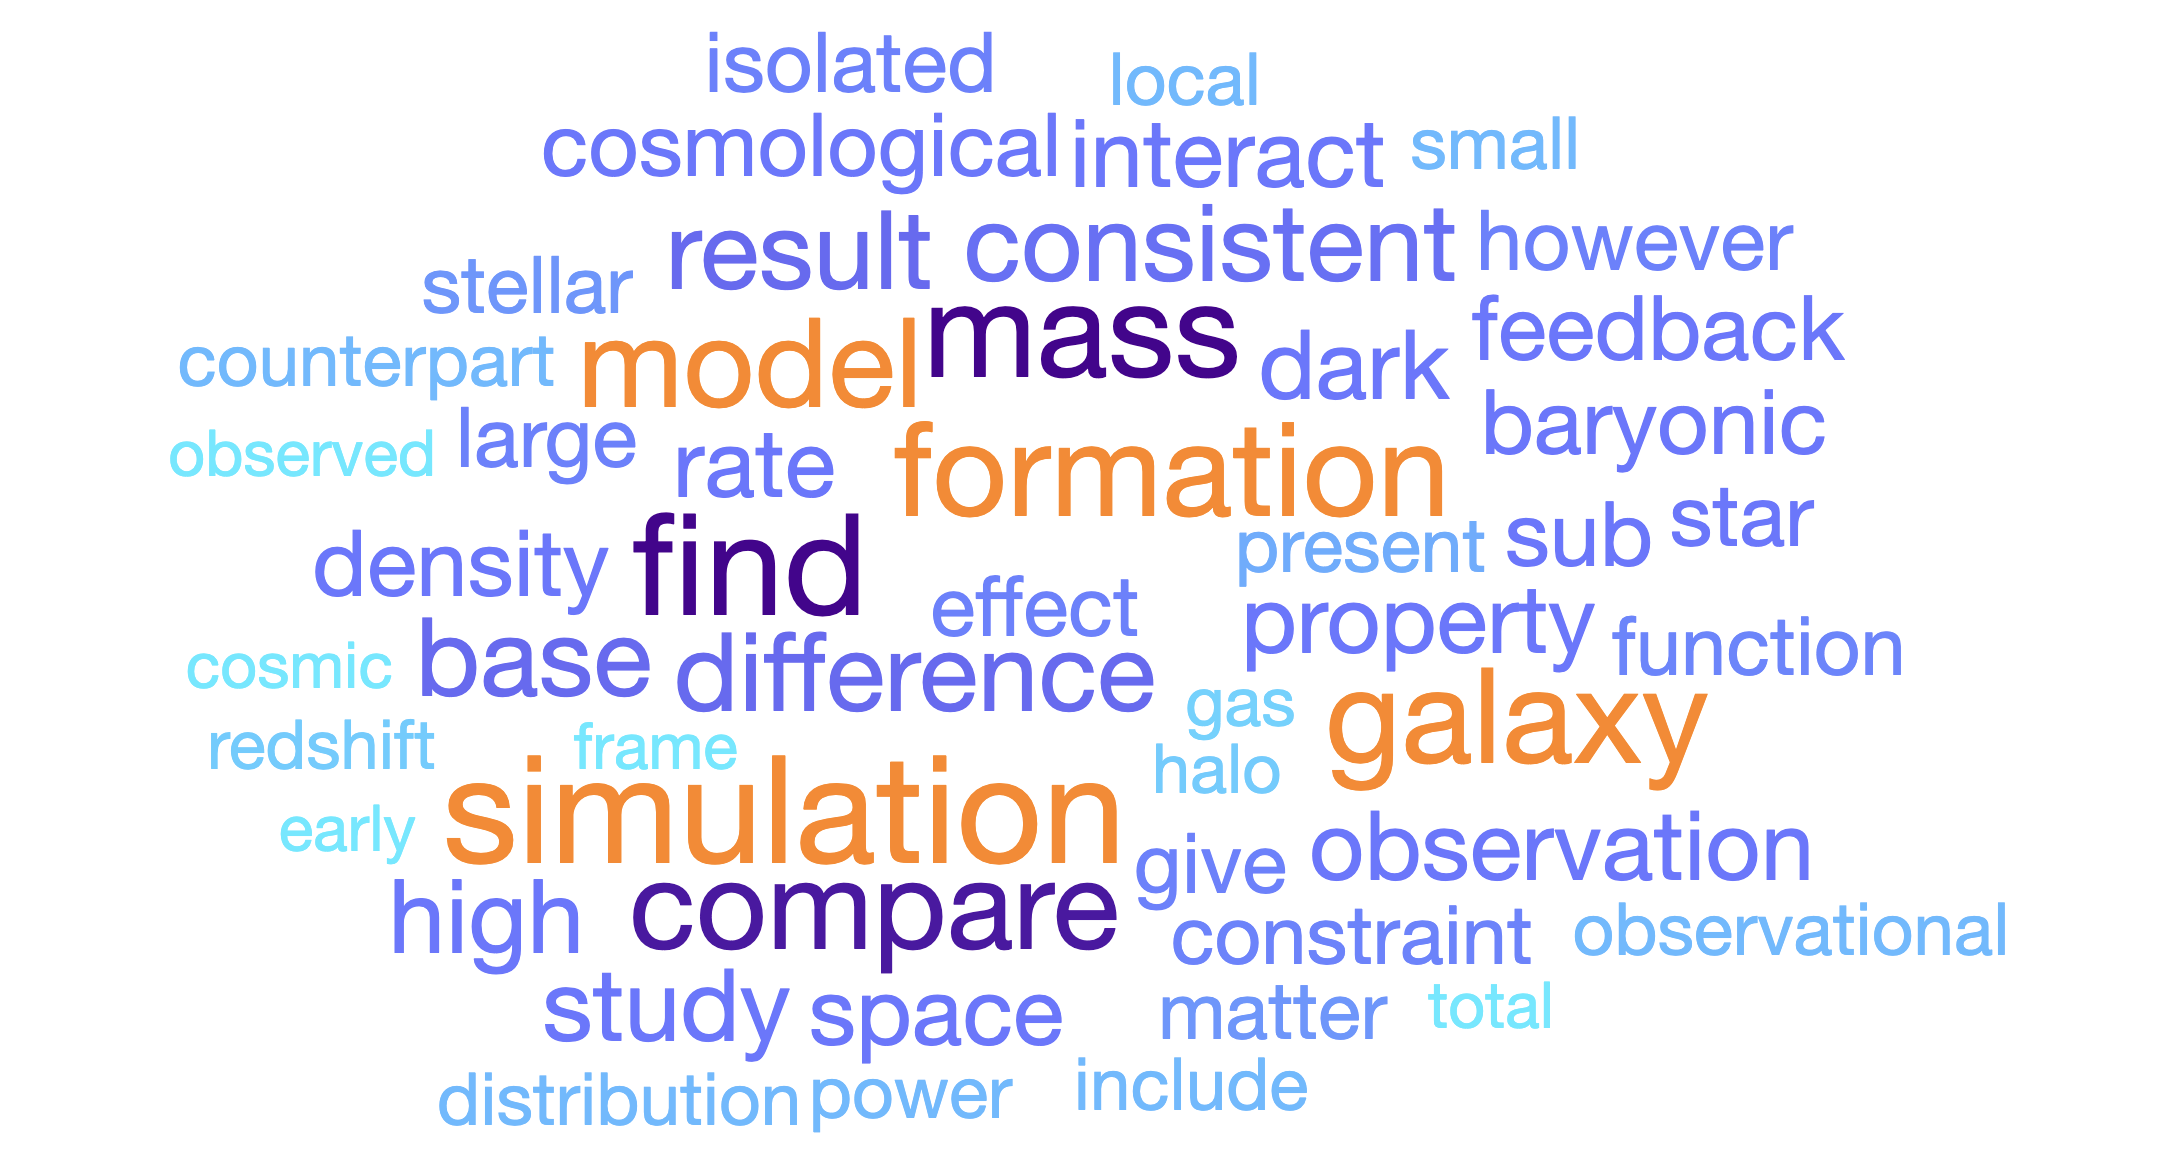 isolated
local
cosmological interact small
result consistent however
stellar
model mass dark feedback
counterpart
observed large rate formation baryonic
density find present sub star
effect
cosmic base difference property function
redshift frame gas galaxy
halo
early simulation give observation
high compare constraint observational
study space matter total
distribution power include